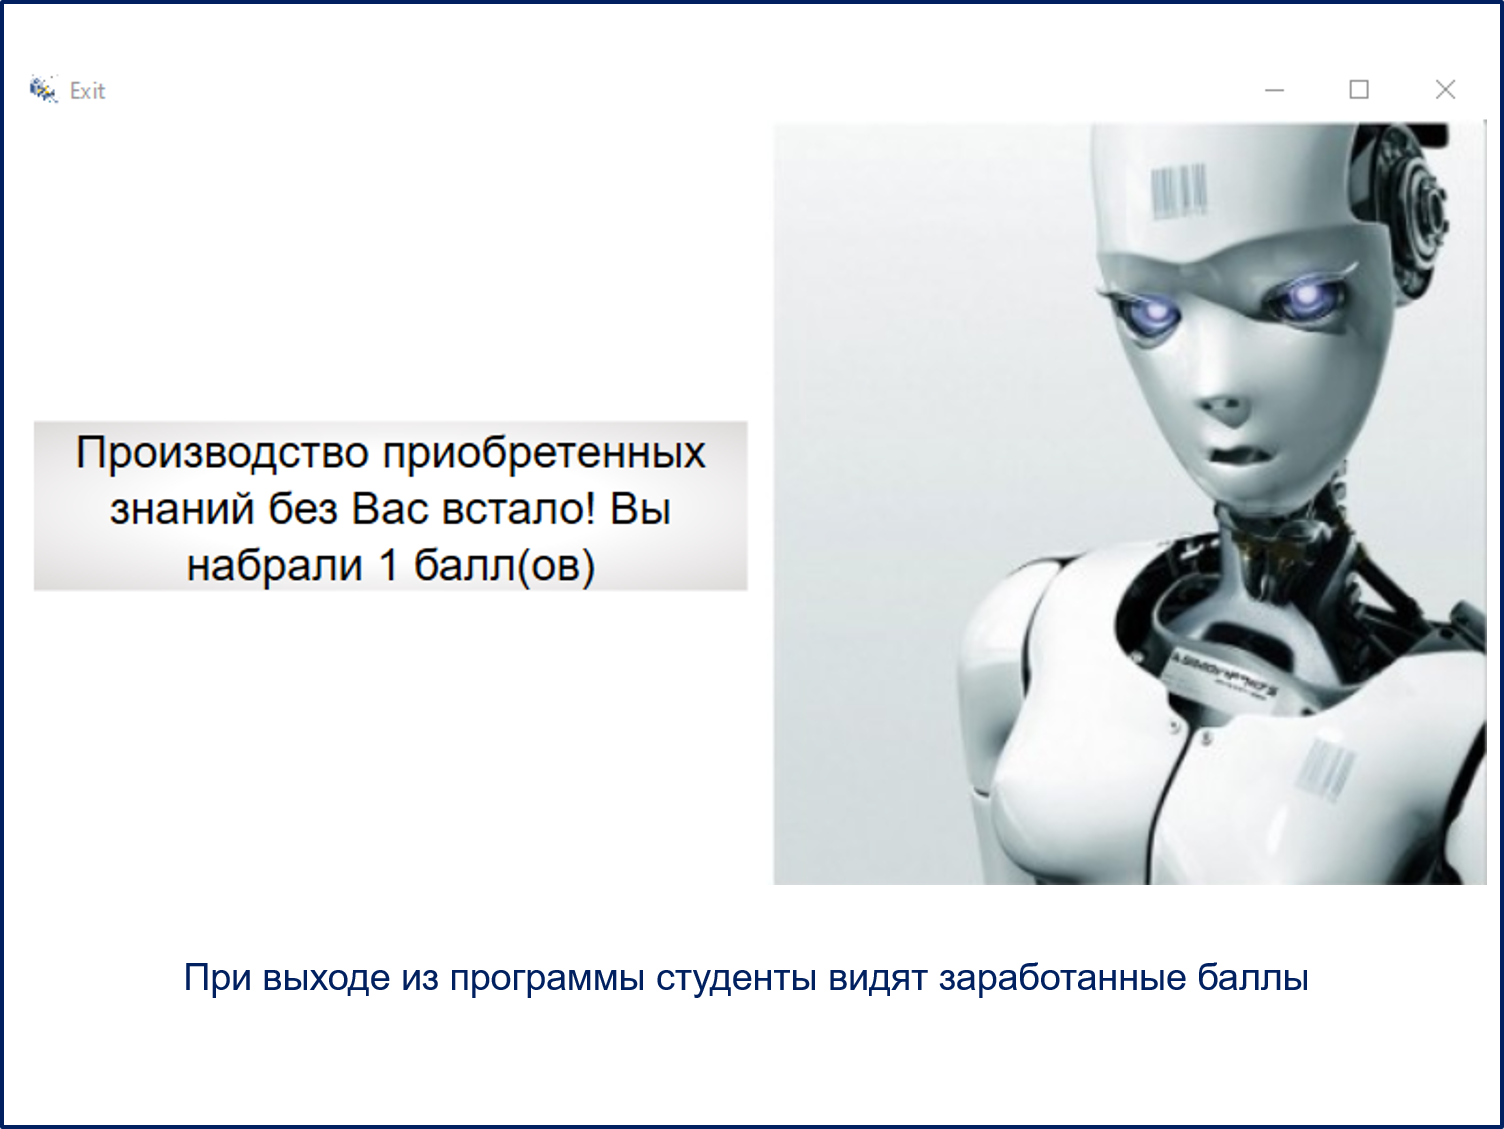 Exit
Производство приобретенных
знаний без Вас встало! Вы
набрали 1 балл(ов)
При выходе из программы студенты видят заработанные баллы